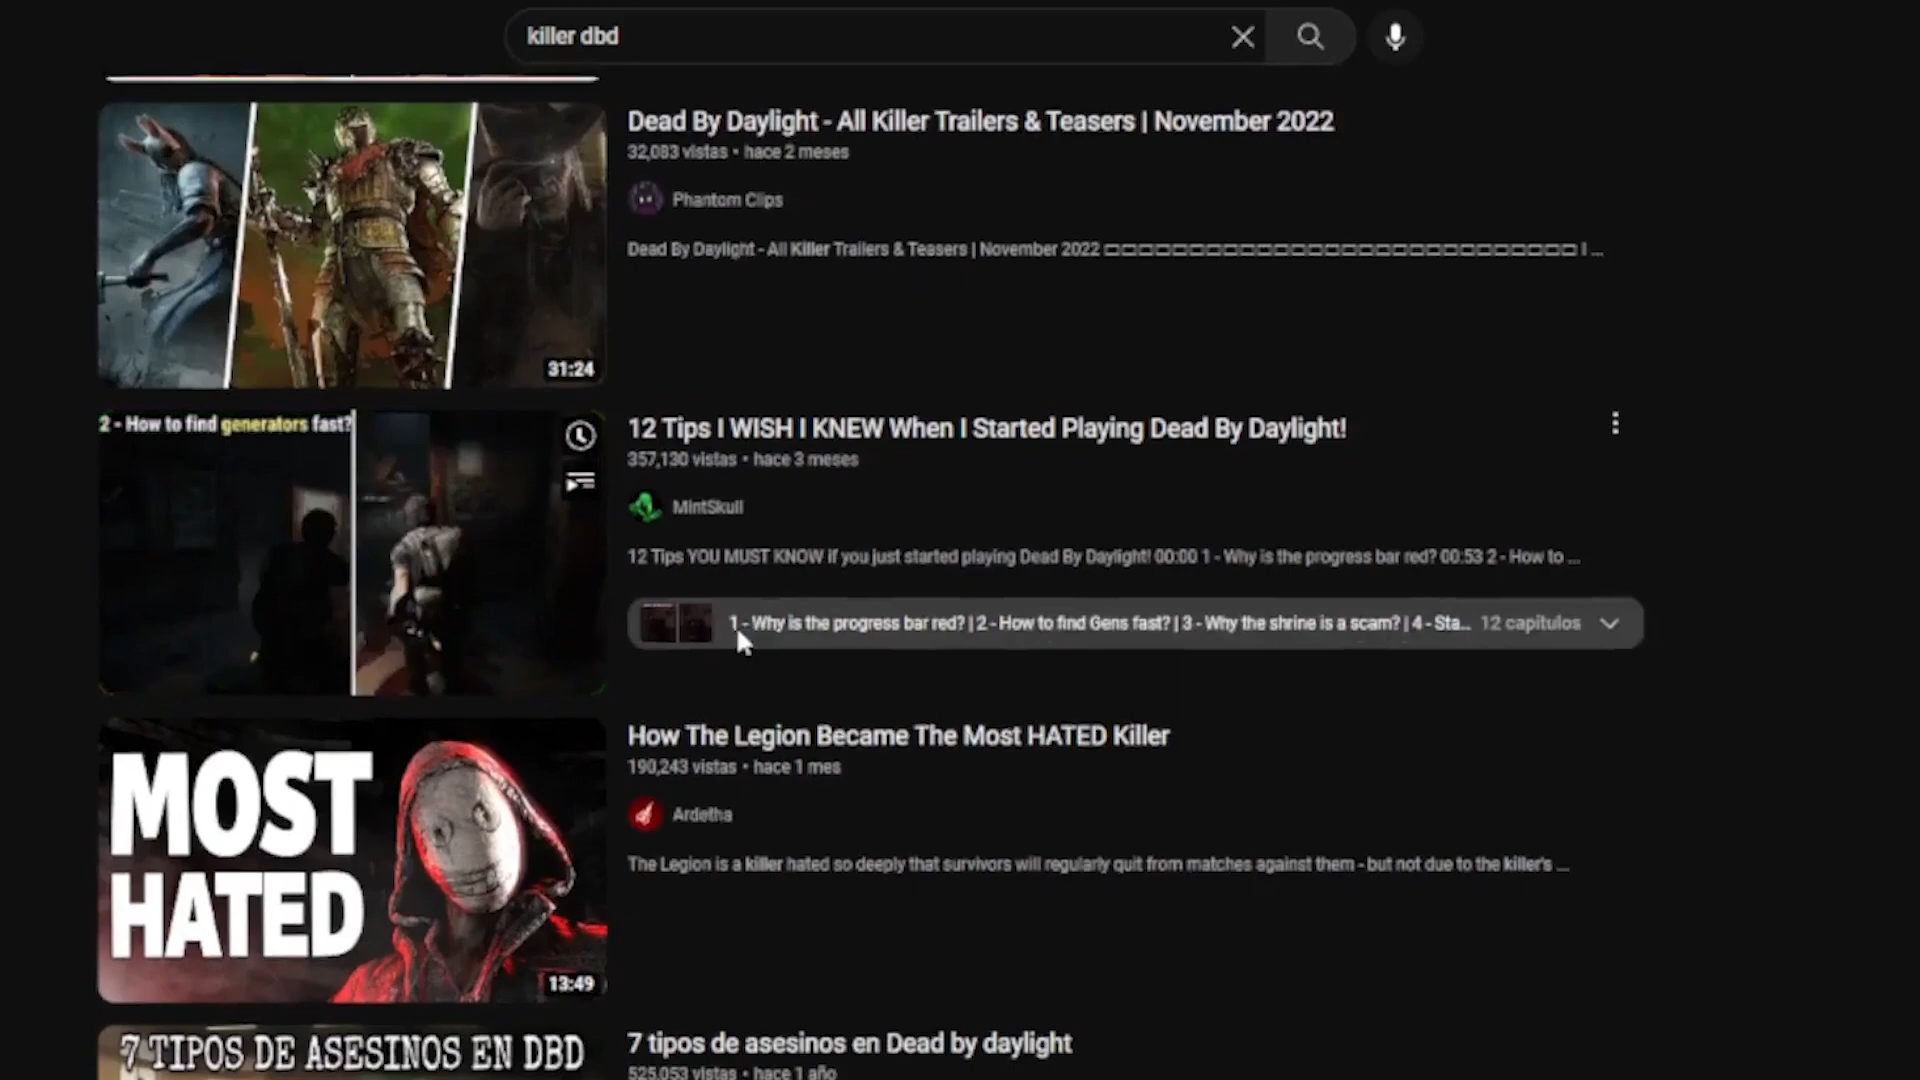 killer dbd
Dead By Daylight - All Killer Trailers & Teasers | November 2022
32,083 vistas • hace 2 meses
Phantom Clips
Dead By Daylight - All Killer Trailers & Teasers | November 2022 □□□□□□□□□□□□□□□□□□□□□□□□□□□ I ...
31:24
2 - How to find generators fast?
12 Tips I WISH I KNEW When I Started Playing Dead By Daylight!
357,130 vistas • hace 3 meses
MintSkull
12 Tips YOU MUST KNOW if you just started playing Dead By Daylight! 00:00 1 - Why is the progress bar red? 00:53 2 - How to ...
1 - Why is the progress bar red? | 2 - How to find Gens fast? | 3 - Why the shrine is a scam? | 4 - Sta... 12 capítulos
MOST
HATED
13:49
How The Legion Became The Most HATED Killer
190,243 vistas • hace 1 mes
Ardetha
The Legion is a killer hated so deeply that survivors will regularly quit from matches against them - but not due to the killer's ...
7 TIPOS DE ASESINOS EN DBD
7 tipos de asesinos en Dead by daylight
525,053 vistas • hace 1 año